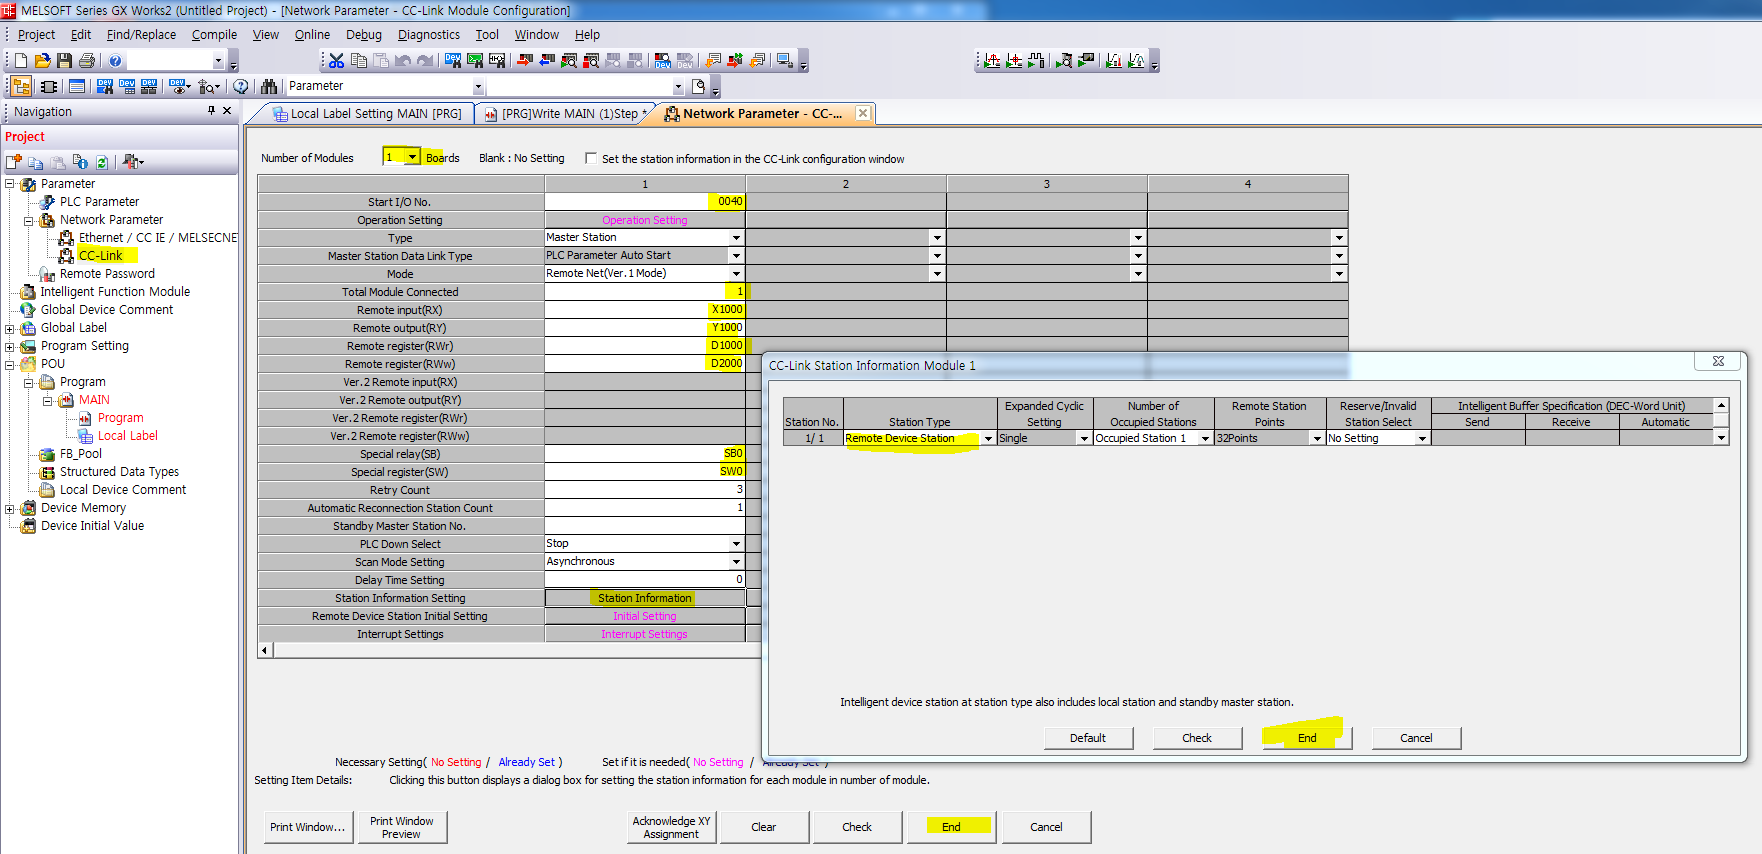 MELSOFT Series GX Works2 (Untitled Project) - [Network Parameter - CC-Link Module Configuration]
Project Edit Find/Replace Compile View Online Debug Diagnostics Tool Window Help
Parameter
Navigation
Local Label Setting MAIN [PRG] [PRG]Write MAIN (1)Step * Network Parameter - CC-...
Project
Parameter
PLC Parameter
Network Parameter
Ethernet / CC IE / MELSECNE
CC-Link
Remote Password
Intelligent Function Module
Global Device Comment
Global Label
Program Setting
POU
Program
MAIN
Program
Local Label
FB_Pool
Structured Data Types
Local Device Comment
Device Memory
Device Initial Value
Number of Modules 1 Boards Blank : No Setting Set the station information in the CC-Link configuration window
1 2 3 4
Start I/O No. 0040
Operation Setting Operation Setting
Type Master Station
Master Station Data Link Type PLC Parameter Auto Start
Mode Remote Net(Ver.1 Mode)
Total Module Connected 1
Remote input(RX) X1000
Remote output(RY) Y1000
Remote register(RWr) D1000
Remote register(RWw) D2000
Ver.2 Remote input(RX)
Ver.2 Remote output(RY)
Ver.2 Remote register(RWr)
Ver.2 Remote register(RWw)
Special relay(SB) SB0
Special register(SW) SW0
Retry Count 3
Automatic Reconnection Station Count 1
Standby Master Station No.
PLC Down Select Stop
Scan Mode Setting Asynchronous
Delay Time Setting 0
Station Information Setting Station Information
Remote Device Station Initial Setting Initial Setting
Interrupt Settings Interrupt Settings
CC-Link Station Information Module 1
Station No. Station Type Expanded Cyclic Setting Number of Occupied Stations Remote Station Points Reserve/Invalid Station Select Intelligent Buffer Specification (DEC-Word Unit)
Send Receive Automatic
1/ 1 Remote Device Station Single Occupied Station 1 32Points No Setting
Intelligent device station at station type also includes local station and standby master station.
Default Check End Cancel
Necessary Setting( No Setting / Already Set ) Set if it is needed( No Setting / Already Set )
Setting Item Details: Clicking this button displays a dialog box for setting the station information for each module in number of module.
Print Window... Print Window Preview Acknowledge XY Assignment Clear Check End Cancel